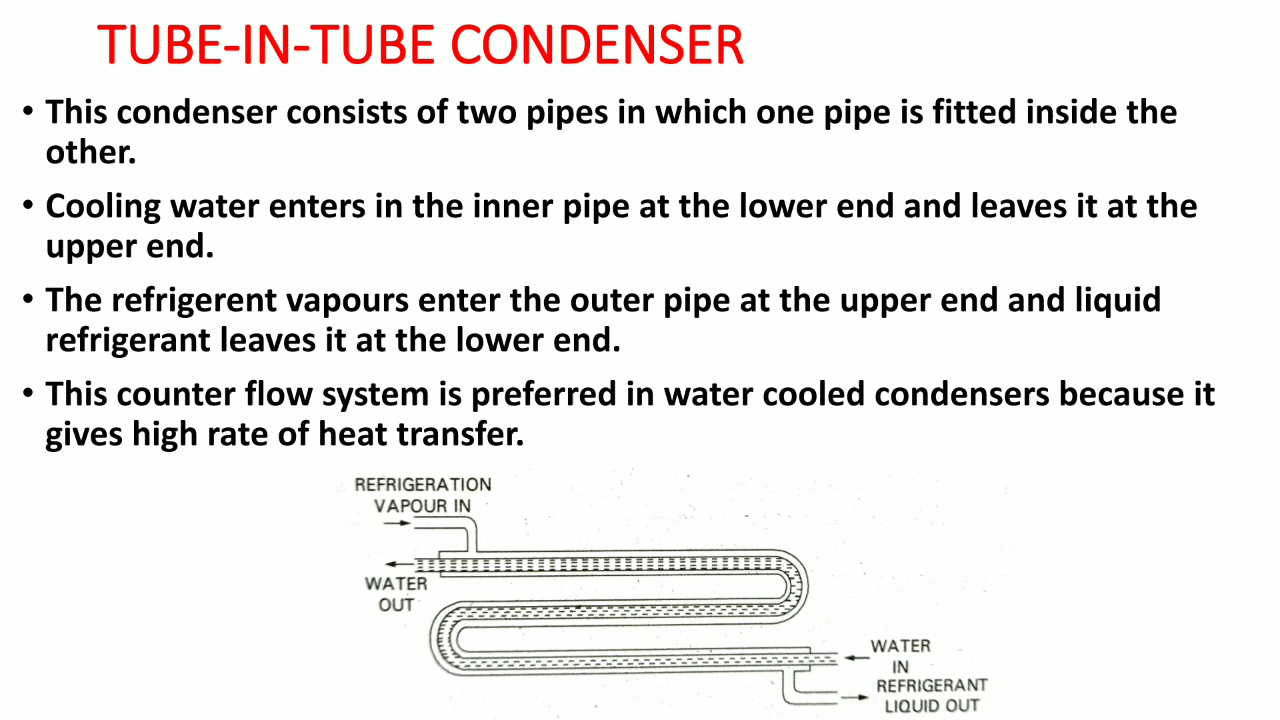 TUBE-IN-TUBE CONDENSER
• This condenser consists of two pipes in which one pipe is fitted inside the
other.
• Cooling water enters in the inner pipe at the lower end and leaves it at the
upper end.
• The refrigerent vapours enter the outer pipe at the upper end and liquid
refrigerant leaves it at the lower end.
• This counter flow system is preferred in water cooled condensers because it
gives high rate of heat transfer.
REFRIGERATION
VAPOUR IN
WATER
OUT
WATER
IN
REFRIGERANT
LIQUID OUT